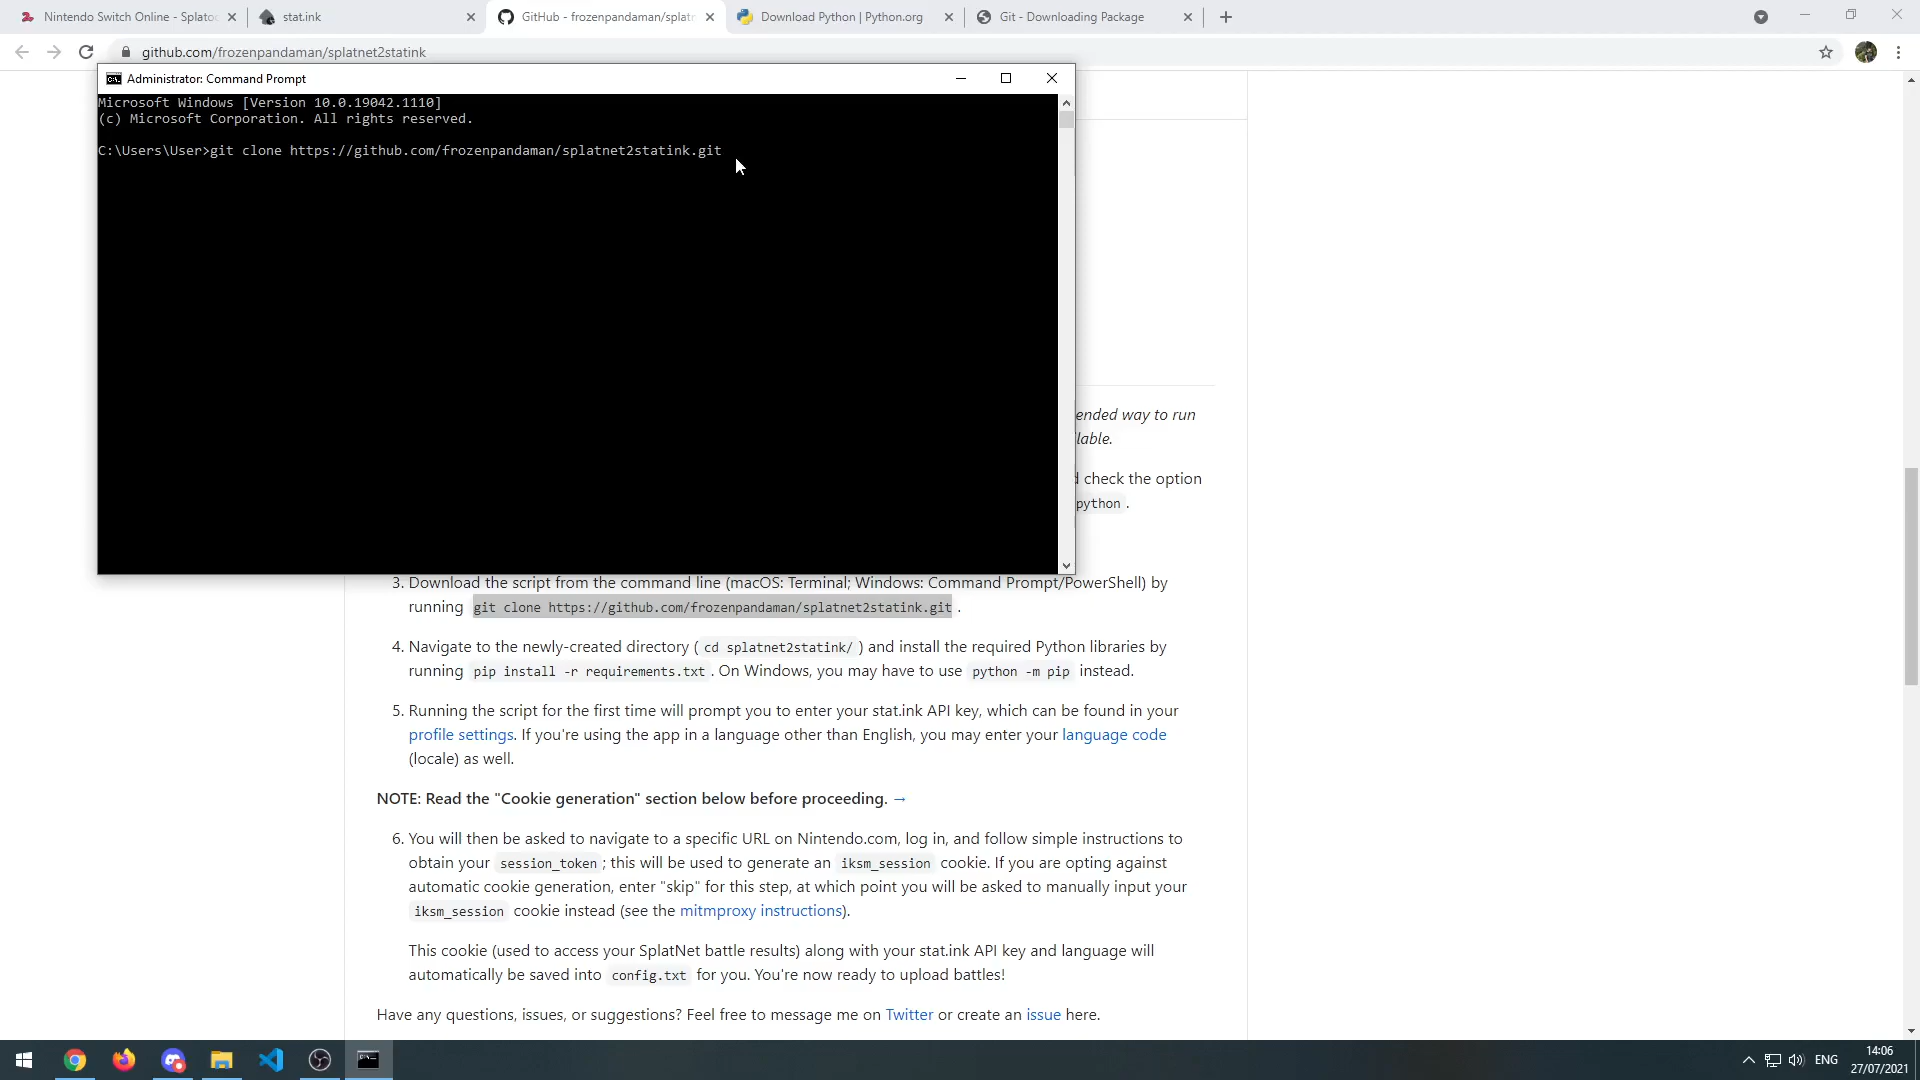 Nintendo Switch Online - Splatoo
stat.ink
GitHub - frozenpandaman/splatn
Download Python | Python.org
Git - Downloading Package
github.com/frozenpandaman/splatnet2statink
Administrator: Command Prompt
Microsoft Windows [Version 10.0.19042.1110]
(c) Microsoft Corporation. All rights reserved.
C:\Users\User>git clone https://github.com/frozenpandaman/splatnet2statink.git
ended way to run
lable.
d check the option
python .
3. Download the script from the command line (macOS: Terminal; Windows: Command Prompt/PowerShell) by
running git clone https://github.com/frozenpandaman/splatnet2statink.git .
4. Navigate to the newly-created directory ( cd splatnet2statink/ ) and install the required Python libraries by
running pip install -r requirements.txt . On Windows, you may have to use python -m pip instead.
5. Running the script for the first time will prompt you to enter your stat.ink API key, which can be found in your
profile settings. If you're using the app in a language other than English, you may enter your language code
(locale) as well.
NOTE: Read the "Cookie generation" section below before proceeding. →
6. You will then be asked to navigate to a specific URL on Nintendo.com, log in, and follow simple instructions to
obtain your session_token ; this will be used to generate an iksm_session cookie. If you are opting against
automatic cookie generation, enter "skip" for this step, at which point you will be asked to manually input your
iksm_session cookie instead (see the mitmproxy instructions).
This cookie (used to access your SplatNet battle results) along with your stat.ink API key and language will
automatically be saved into config.txt for you. You're now ready to upload battles!
Have any questions, issues, or suggestions? Feel free to message me on Twitter or create an issue here.
ENG
14:06
27/07/2021